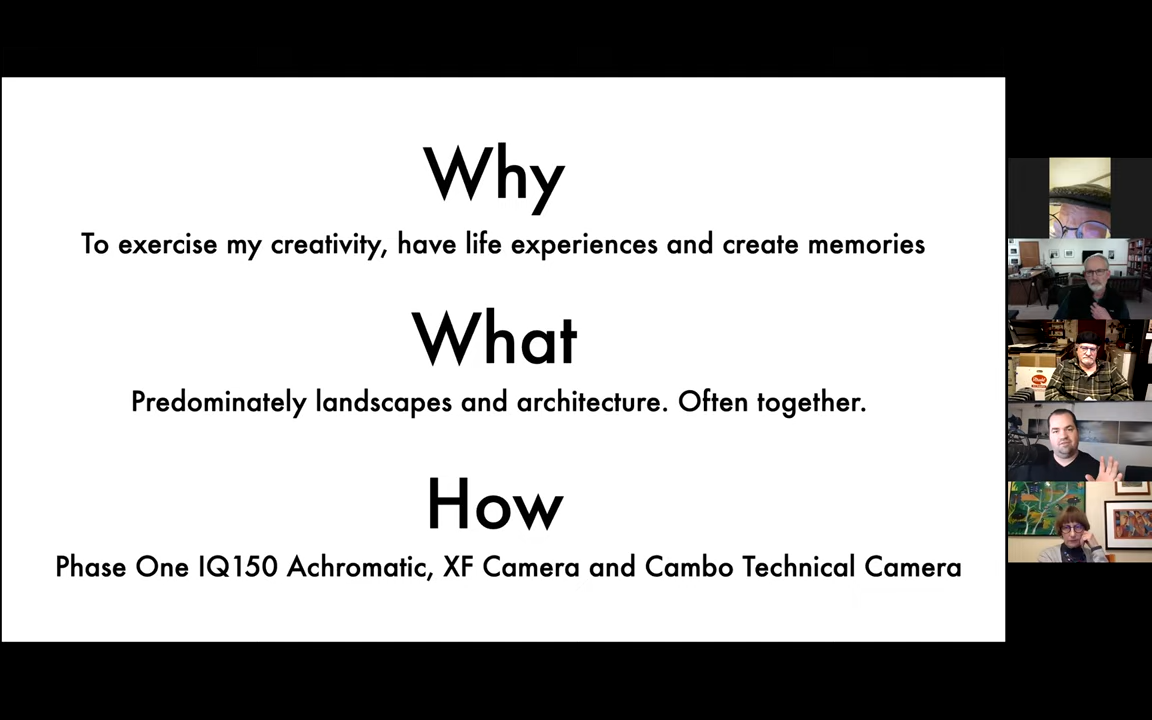 Why
To exercise my creativity, have life experiences and create memories
What
Predominately landscapes and architecture. Often together.
How
Phase One IQ150 Achromatic, XF Camera and Cambo Technical Camera